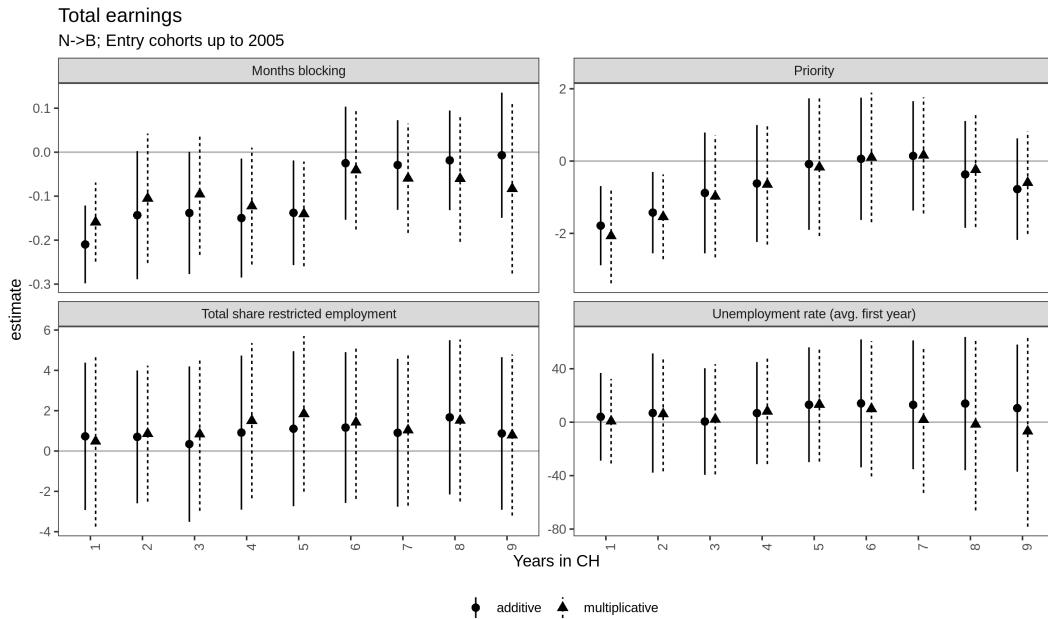 Total earnings
N->B; Entry cohorts up to 2005
Months blocking
Priority
0.1
0.0
-0.1
-0.2
-0.3
2
0
-2
estimate
Total share restricted employment
Unemployment rate (avg. first year)
6
4
2
0
-2
-4
40
0
-40
-80
1 2 3 4 5 6 7 8 9
1 2 3 4 5 6 7 8 9
Years in CH
additive multiplicative